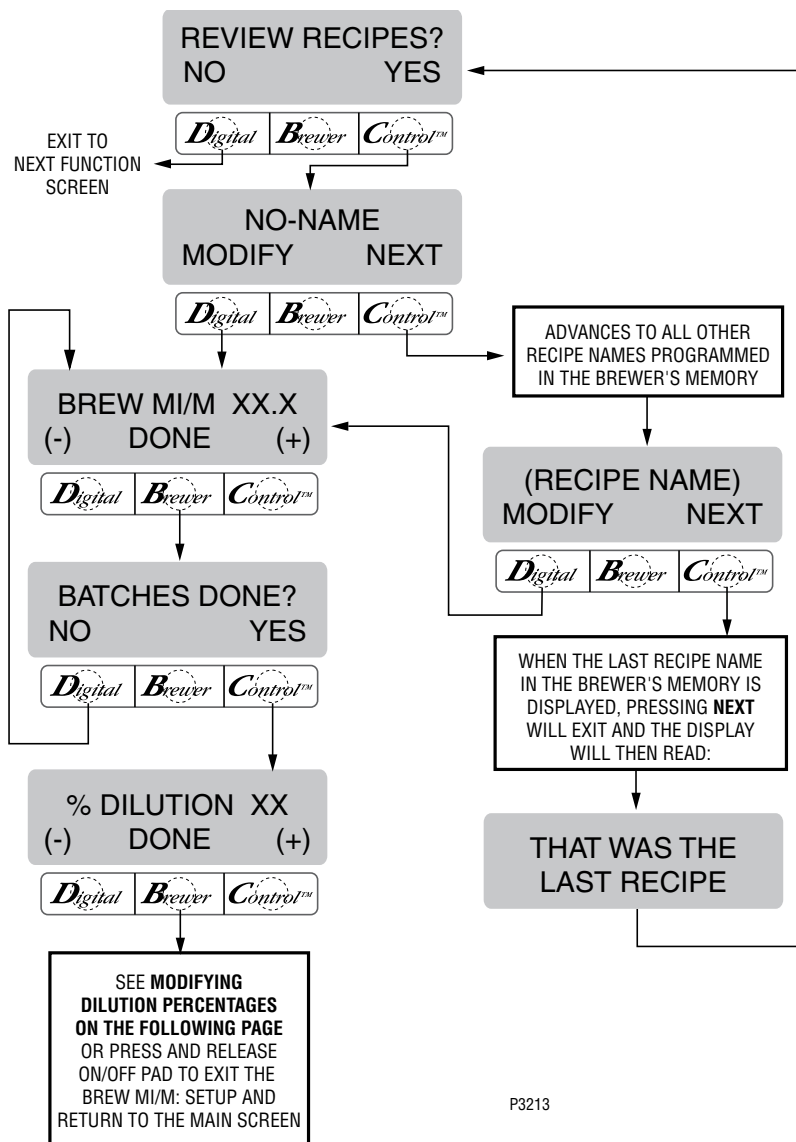 REVIEW RECIPES?
NO YES
Digital Brewer Control™
EXIT TO
NEXT FUNCTION
SCREEN
NO-NAME
MODIFY NEXT
Digital Brewer Control™
ADVANCES TO ALL OTHER
RECIPE NAMES PROGRAMMED
IN THE BREWER'S MEMORY
BREW MI/M XX.X
(-) DONE (+)
Digital Brewer Control™
(RECIPE NAME)
MODIFY NEXT
Digital Brewer Control™
BATCHES DONE?
NO YES
Digital Brewer Control™
WHEN THE LAST RECIPE NAME
IN THE BREWER'S MEMORY IS
DISPLAYED, PRESSING NEXT
WILL EXIT AND THE DISPLAY
WILL THEN READ:
% DILUTION XX
(-) DONE (+)
Digital Brewer Control™
THAT WAS THE
LAST RECIPE
SEE MODIFYING
DILUTION PERCENTAGES
ON THE FOLLOWING PAGE
OR PRESS AND RELEASE
ON/OFF PAD TO EXIT THE
BREW MI/M: SETUP AND
RETURN TO THE MAIN SCREEN
P3213